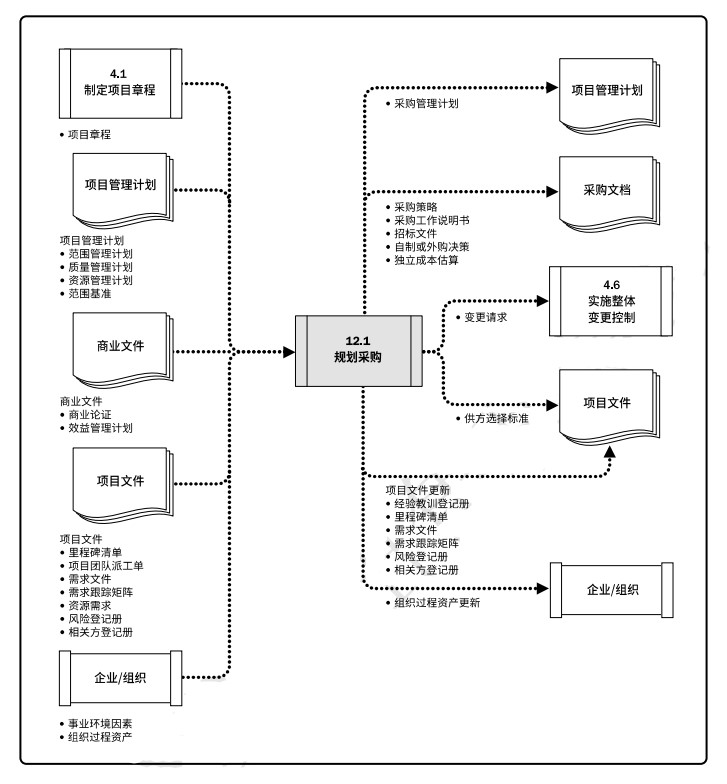 4.1
制定项目章程
• 项目章程
项目管理计划
项目管理计划
• 范围管理计划
• 质量管理计划
• 资源管理计划
• 范围基准
商业文件
商业文件
• 商业论证
• 效益管理计划
项目文件
项目文件
• 里程碑清单
• 项目团队派工单
• 需求文件
• 需求跟踪矩阵
• 资源需求
• 风险登记册
• 相关方登记册
企业/组织
• 事业环境因素
• 组织过程资产
12.1
规划采购
• 采购管理计划
项目管理计划
• 采购策略
• 采购工作说明书
• 招标文件
• 自制或外购决策
• 独立成本估算
采购文档
• 变更请求
4.6
实施整体
变更控制
• 供方选择标准
项目文件
项目文件更新
• 经验教训登记册
• 里程碑清单
• 需求文件
• 需求跟踪矩阵
• 风险登记册
• 相关方登记册
• 组织过程资产更新
企业/组织